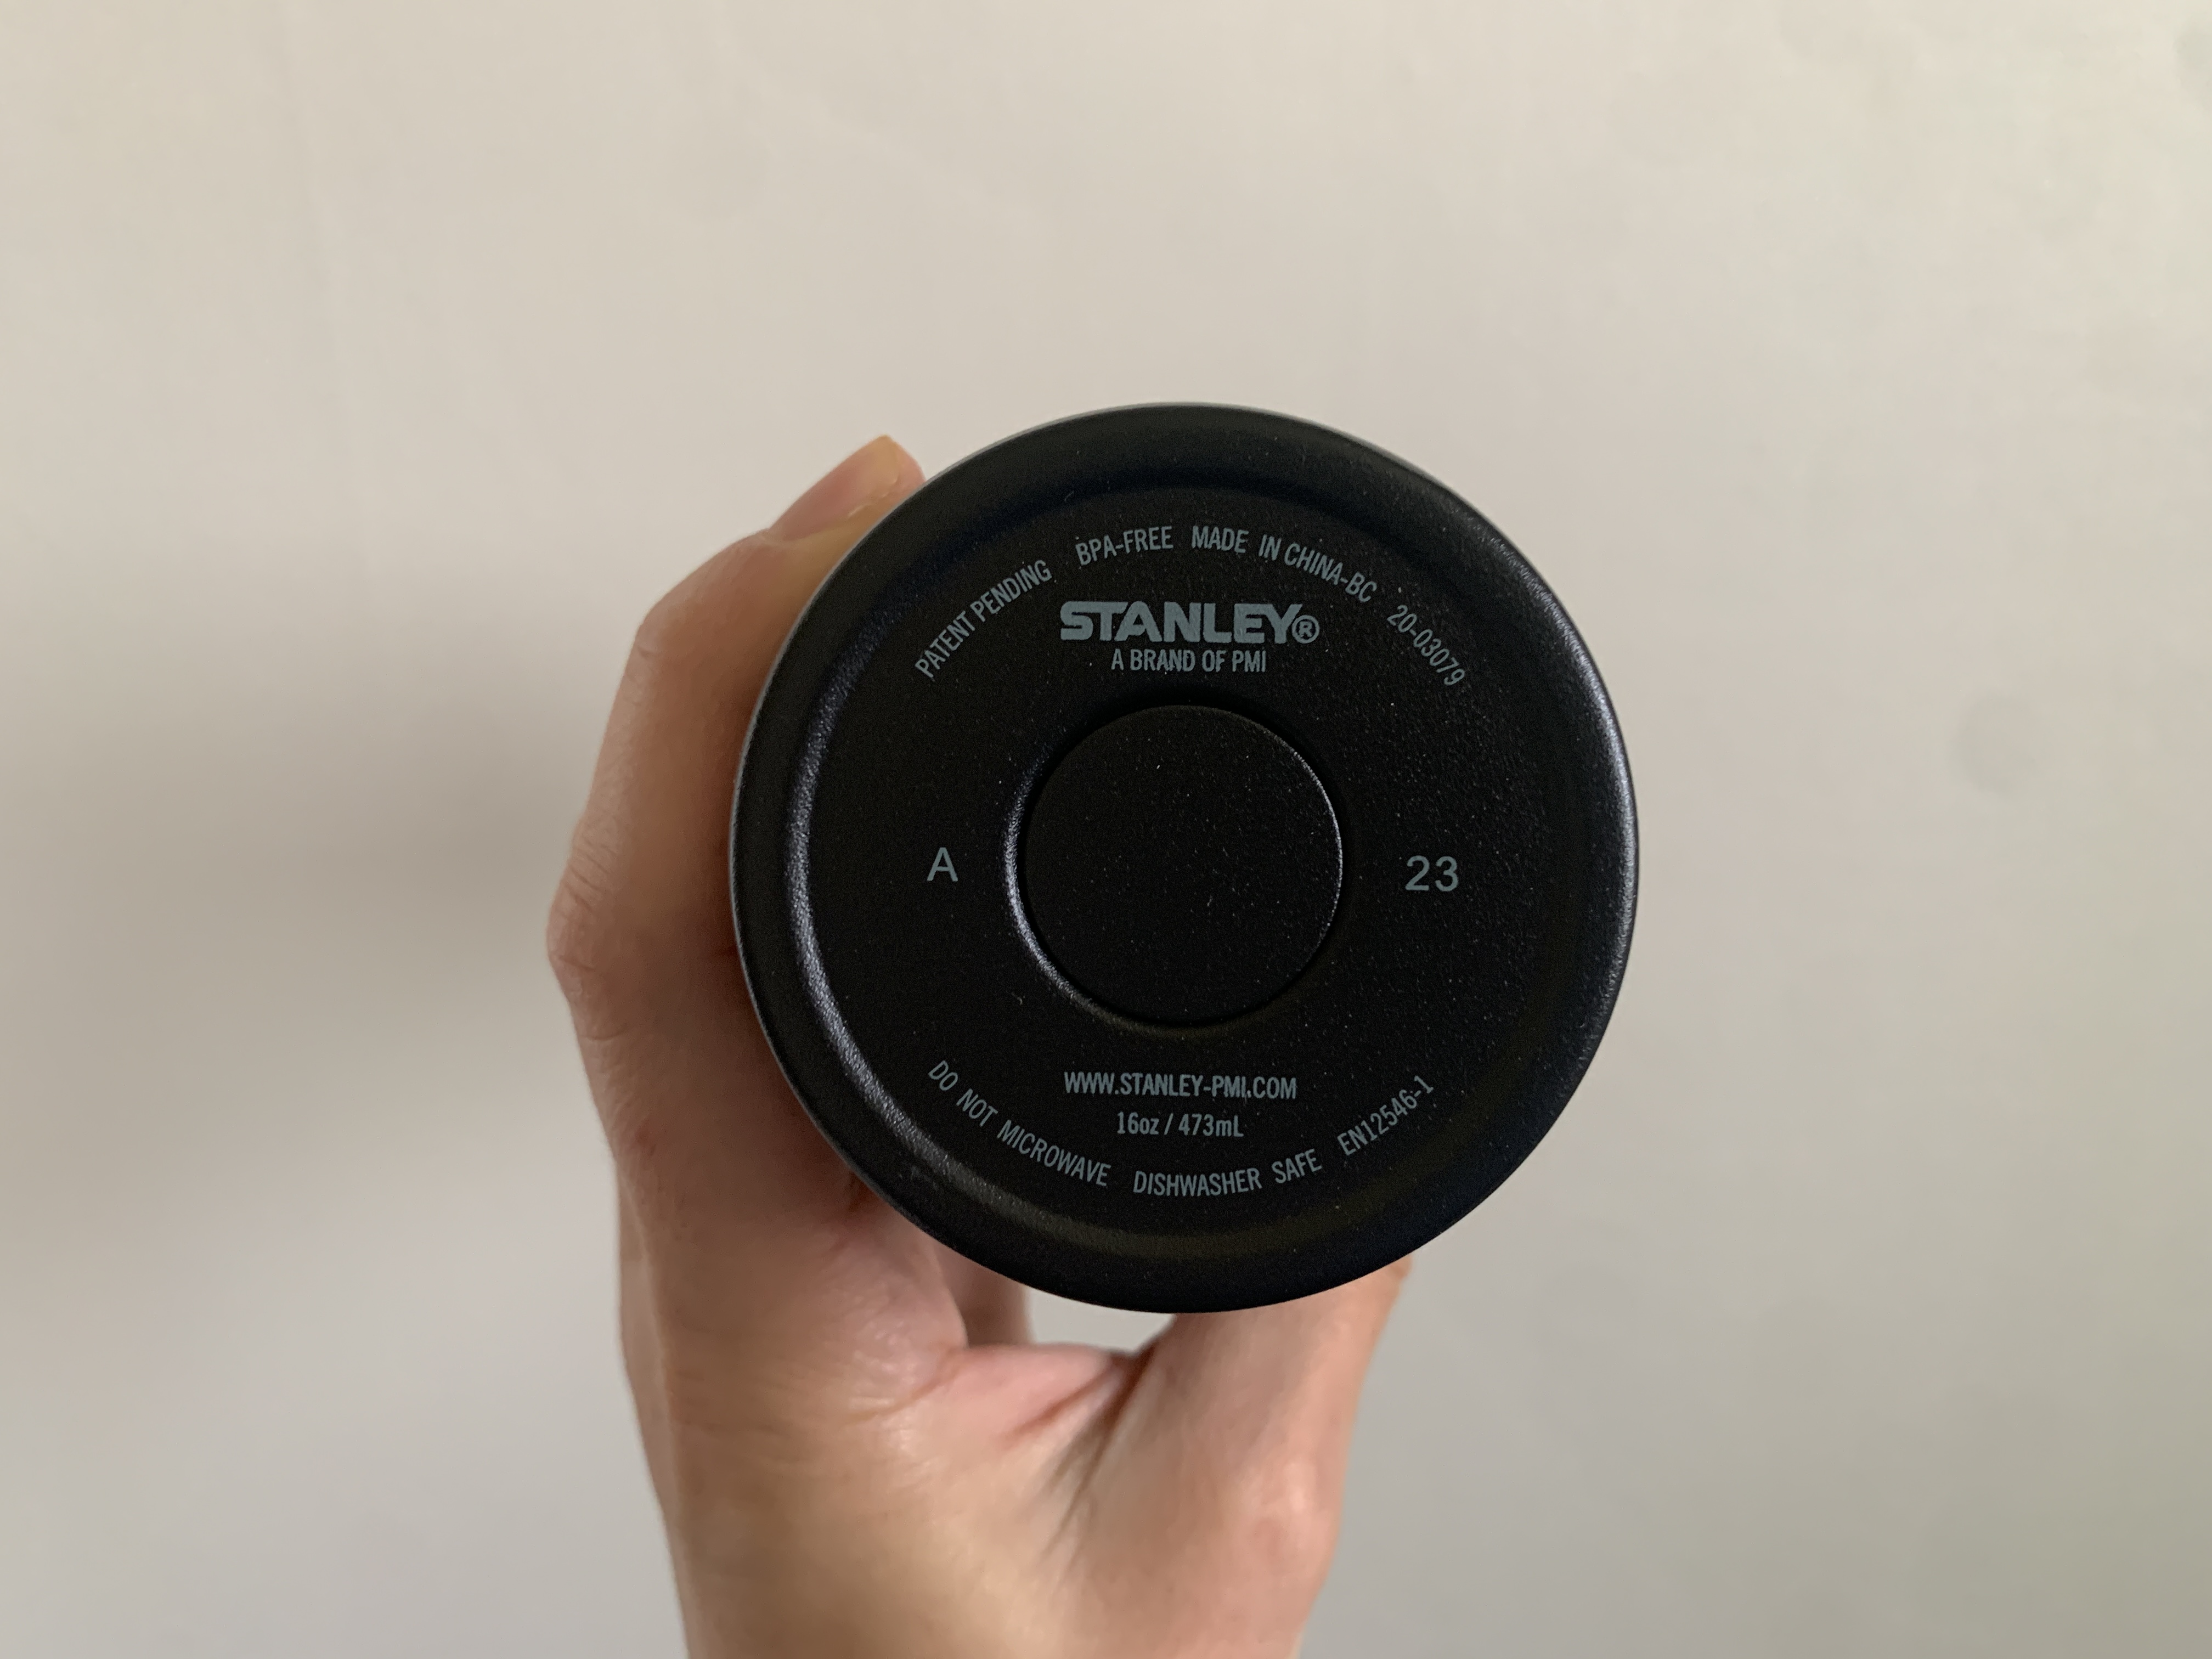 PATENT PENDING BPA-FREE MADE IN CHINA-BC 20-03079
STANLEY®
A BRAND OF PMI
A
23
WWW.STANLEY-PMI.COM
16oz / 473mL
DO NOT MICROWAVE DISHWASHER SAFE EN12546-1